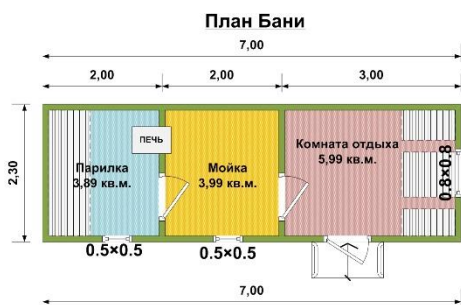 План Бани
7,00
2,00 2,00 3,00
2,30
ПЕЧЬ
Парилка
3,89 кв.м.
Мойка
3,99 кв.м.
Комната отдыха
5,99 кв.м.
0.8×0.8
0.5×0.5
0.5×0.5
7,00